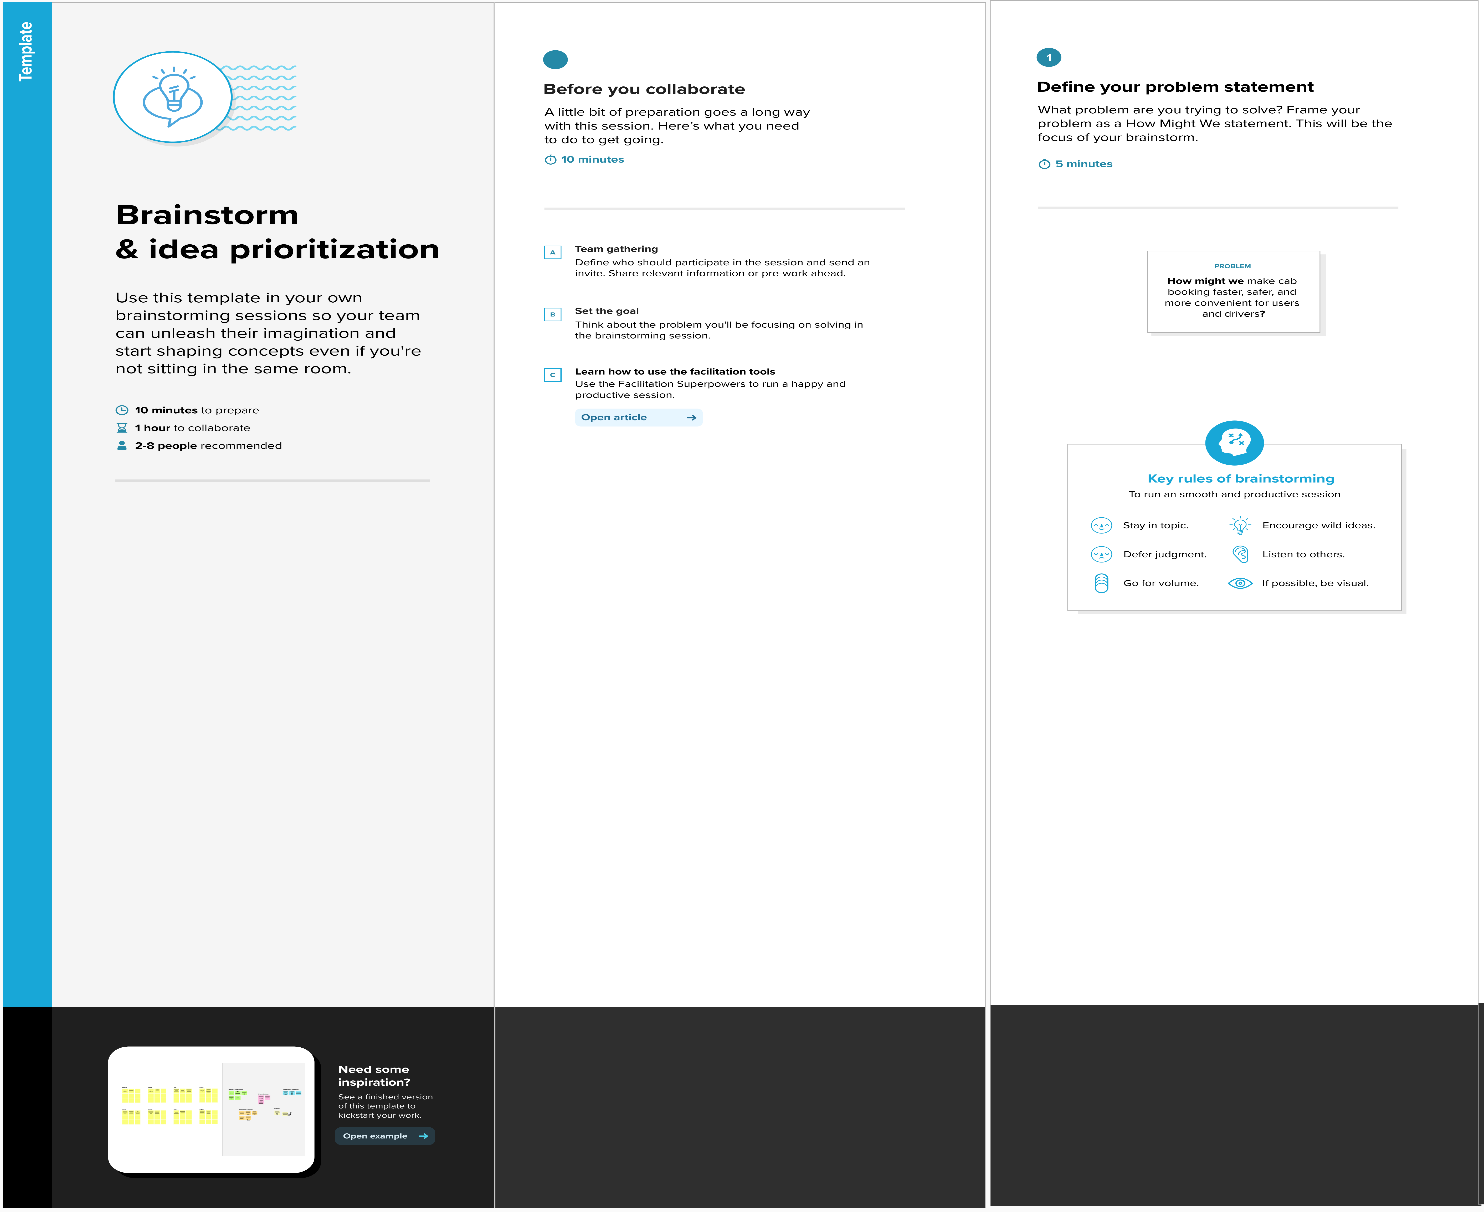 Template
Brainstorm
& idea prioritization
Use this template in your own
brainstorming sessions so your team
can unleash their imagination and
start shaping concepts even if you're
not sitting in the same room.
10 minutes to prepare
1 hour to collaborate
2-8 people recommended
Need some
inspiration?
See a finished version
of this template to
kickstart your work.
Open example
Before you collaborate
A little bit of preparation goes a long way
with this session. Here's what you need
to do to get going.
10 minutes
A
Team gathering
Define who should participate in the session and send an
invite. Share relevant information or pre-work ahead.
B
Set the goal
Think about the problem you'll be focusing on solving in
the brainstorming session.
C
Learn how to use the facilitation tools
Use the Facilitation Superpowers to run a happy and
productive session.
Open article
1
Define your problem statement
What problem are you trying to solve? Frame your
problem as a How Might We statement. This will be the
focus of your brainstorm.
5 minutes
PROBLEM
How might we make cab
booking faster, safer, and
more convenient for users
and drivers?
Key rules of brainstorming
To run an smooth and productive session
Stay in topic.
Encourage wild ideas.
Defer judgment.
Listen to others.
Go for volume.
If possible, be visual.